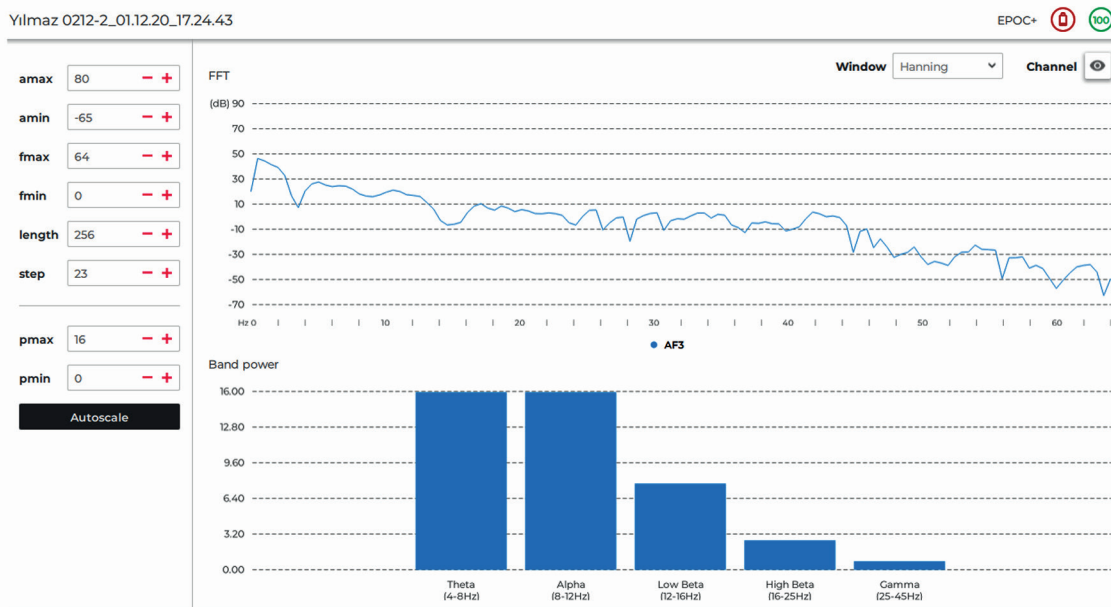 Yılmaz 0212-2_01.12.20_17.24.43
EPOC+
100
amax 80 − +
amin -65 − +
fmax 64 − +
fmin 0 − +
length 256 − +
step 23 − +
pmax 16 − +
pmin 0 − +
Autoscale
FFT
Window Hanning
Channel
(dB) 90
70
50
30
10
-10
-30
-50
-70
Hz 0 10 20 30 40 50 60
AF3
Band power
16.00
12.80
9.60
6.40
3.20
0.00
Theta Alpha Low Beta High Beta Gamma
(4-8Hz) (8-12Hz) (12-16Hz) (16-25Hz) (25-45Hz)